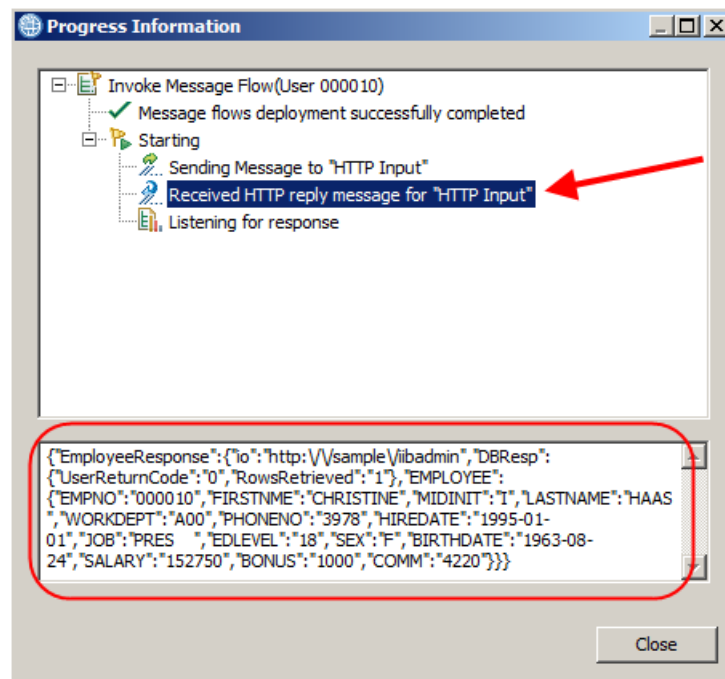 Progress Information
Invoke Message Flow(User 000010)
Message flows deployment successfully completed
Starting
Sending Message to "HTTP Input"
Received HTTP reply message for "HTTP Input"
Listening for response
{"EmployeeResponse":{"io":"http:\/\/sample\/iibadmin","DBResp":
{"UserReturnCode":"0","RowsRetrieved":"1"},"EMPLOYEE":
{"EMPNO":"000010","FIRSTNME":"CHRISTINE","MIDINIT":"I","LASTNAME":"HAAS
","WORKDEPT":"A00","PHONENO":"3978","HIREDATE":"1995-01-
01","JOB":"PRES    ","EDLEVEL":"18","SEX":"F","BIRTHDATE":"1963-08-
24","SALARY":"152750","BONUS":"1000","COMM":"4220"}}}
Close